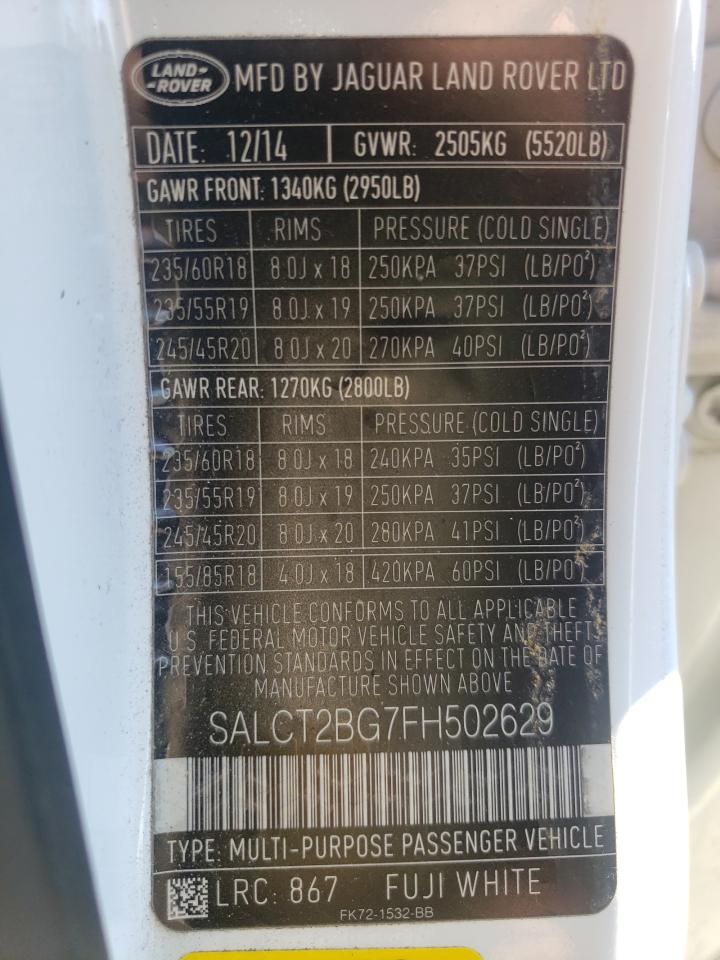 LAND-
-ROVER
MFD BY JAGUAR LAND ROVER LTD
DATE: 12/14 GVWR: 2505KG (5520LB)
GAWR FRONT: 1340KG (2950LB)
TIRES RIMS PRESSURE (COLD SINGLE)
235/60R18 8.0J x 18 250KPA 37PSI (LB/PO²)
235/55R19 8.0J x 19 250KPA 37PSI (LB/PO²)
245/45R20 8.0J x 20 270KPA 40PSI (LB/PO²)
GAWR REAR: 1270KG (2800LB)
TIRES RIMS PRESSURE (COLD SINGLE)
235/60R18 8.0J x 18 240KPA 35PSI (LB/PO²)
235/55R19 8.0J x 19 250KPA 37PSI (LB/PO²)
245/45R20 8.0J x 20 280KPA 41PSI (LB/PO²)
155/85R18 4.0J x 18 420KPA 60PSI (LB/PO²)
THIS VEHICLE CONFORMS TO ALL APPLICABLE
U.S. FEDERAL MOTOR VEHICLE SAFETY AND THEFT
PREVENTION STANDARDS IN EFFECT ON THE DATE OF
MANUFACTURE SHOWN ABOVE
SALCT2BG7FH502629
TYPE: MULTI-PURPOSE PASSENGER VEHICLE
LRC: 867 FUJI WHITE
FK72-1532-BB